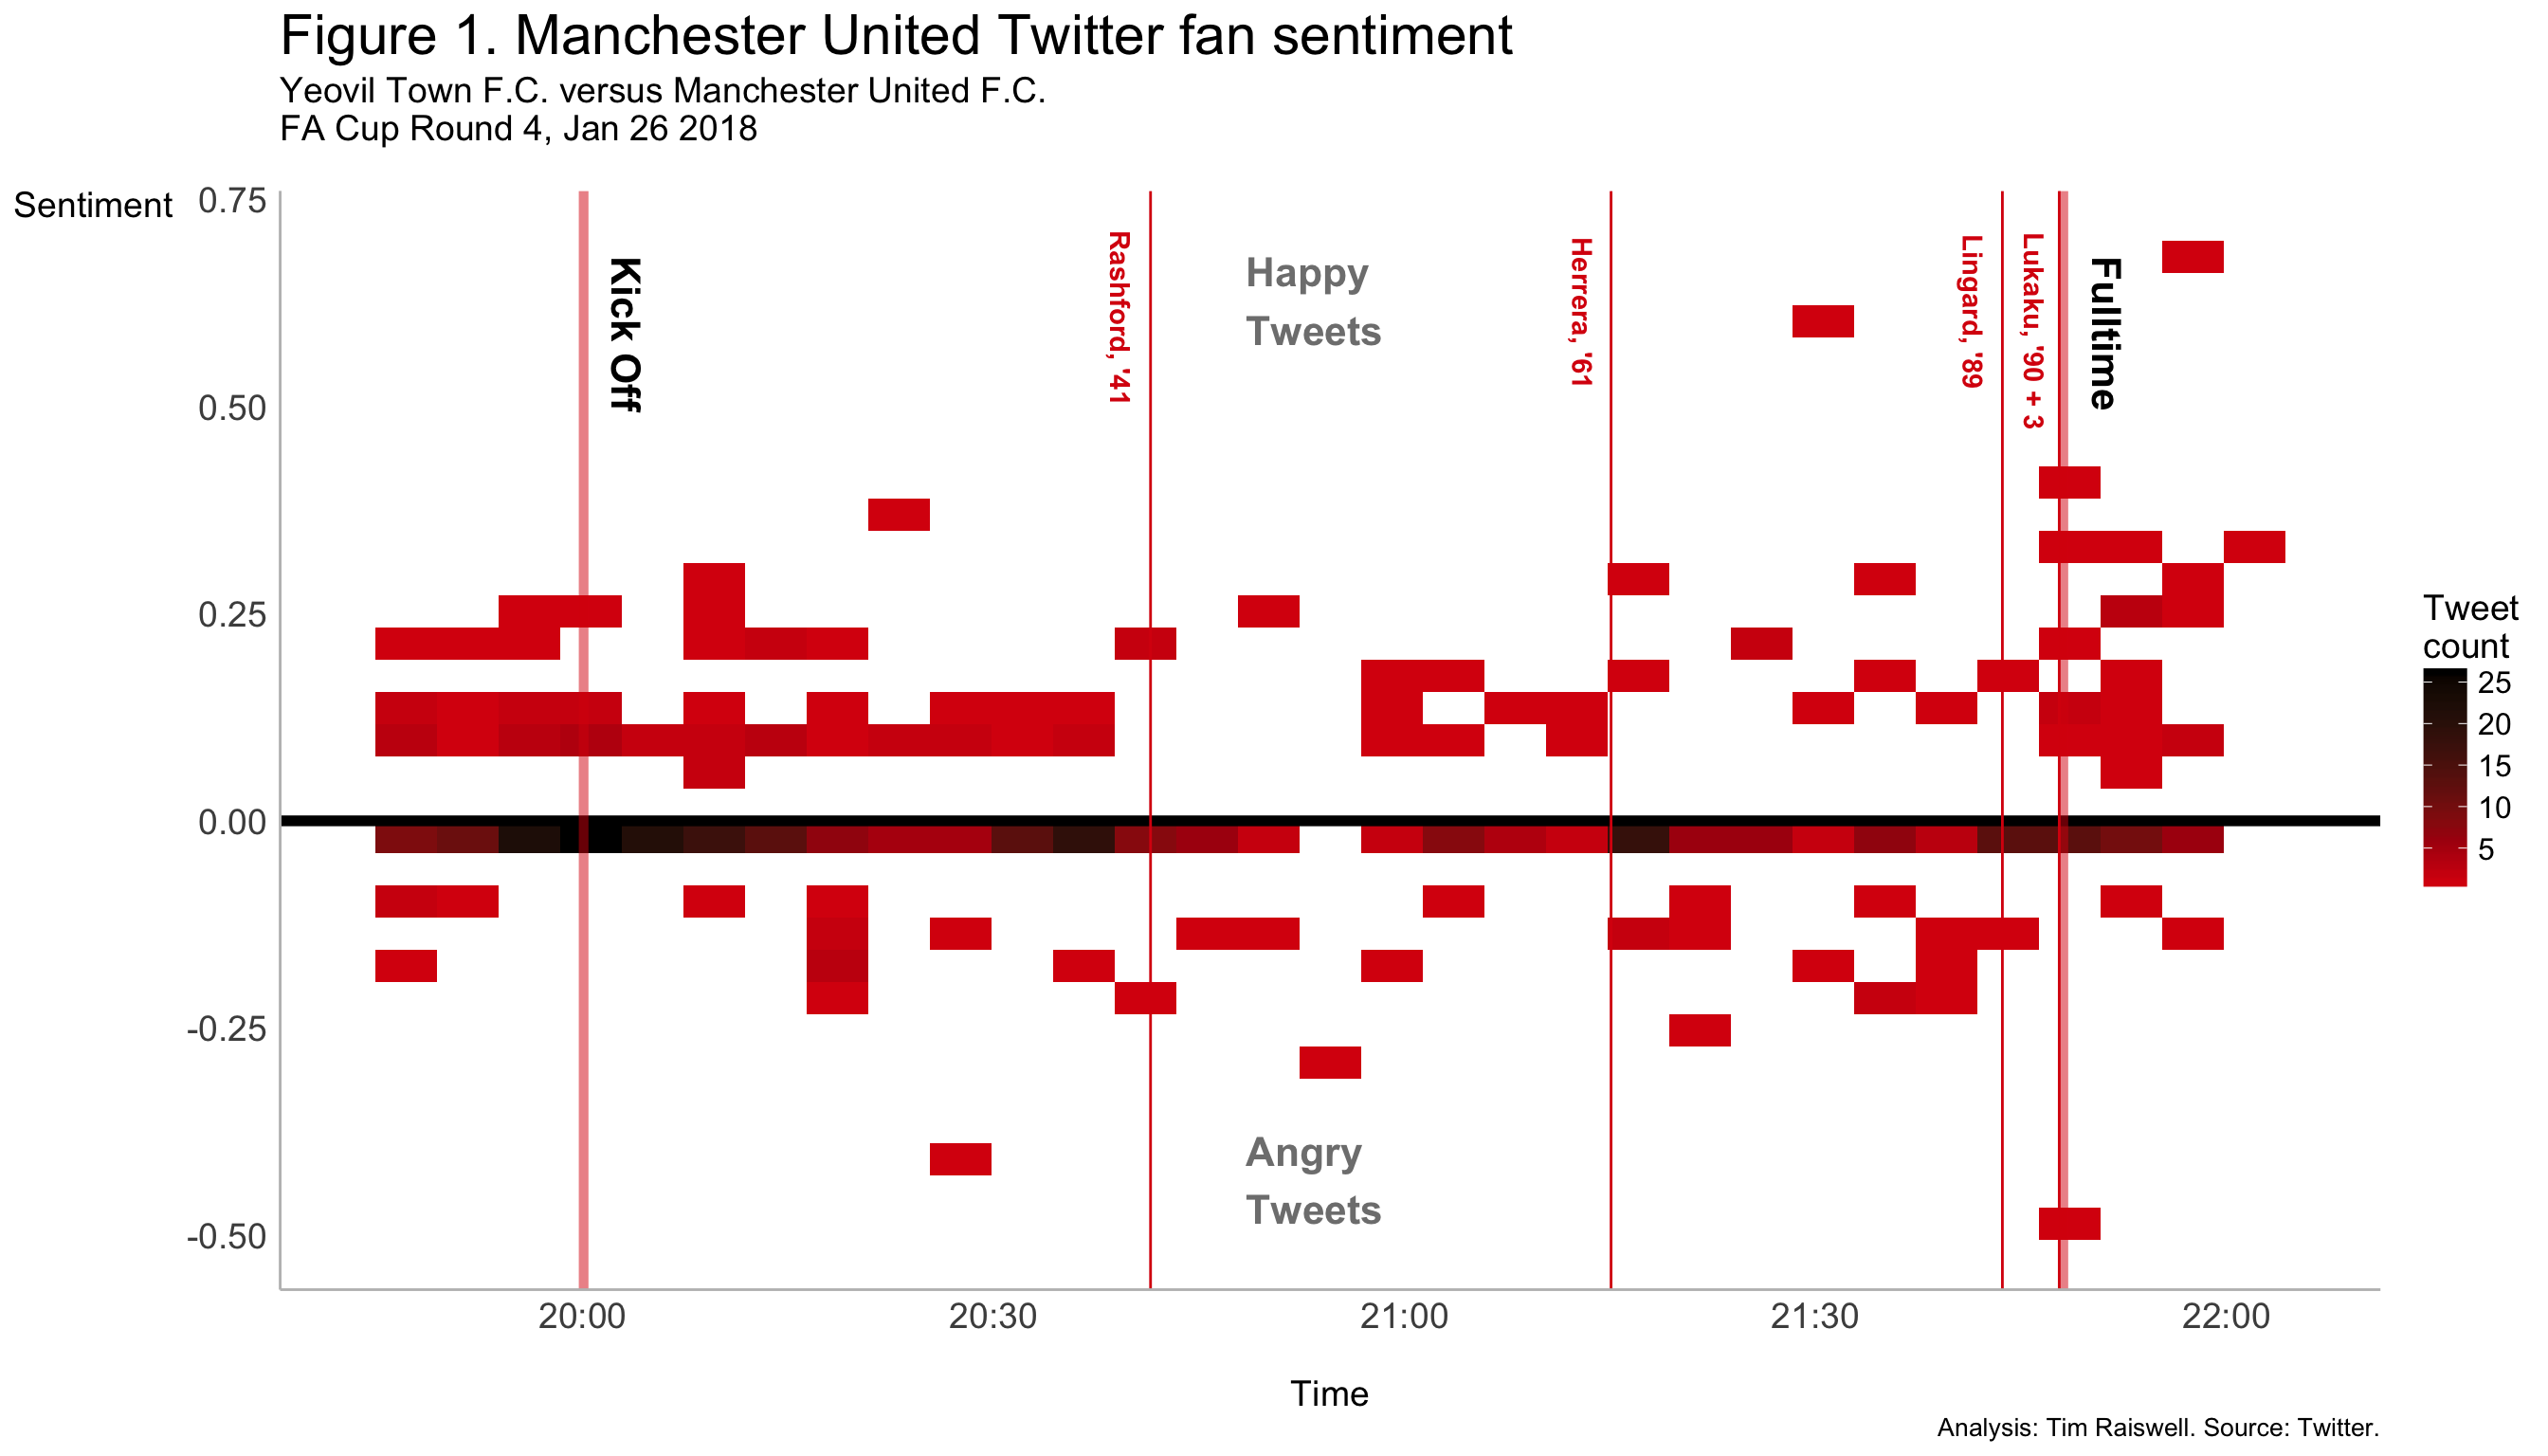 Figure 1. Manchester United Twitter fan sentiment
Yeovil Town F.C. versus Manchester United F.C.
FA Cup Round 4, Jan 26 2018
Sentiment
0.75
0.50
0.25
0.00
-0.25
-0.50
Kick Off
Rashford, '41
Happy
Tweets
Herrera, '61
Lingard, '89
Lukaku, '90 + 3
Fulltime
Angry
Tweets
Tweet
count
25
20
15
10
5
20:00
20:30
21:00
21:30
22:00
Time
Analysis: Tim Raiswell. Source: Twitter.